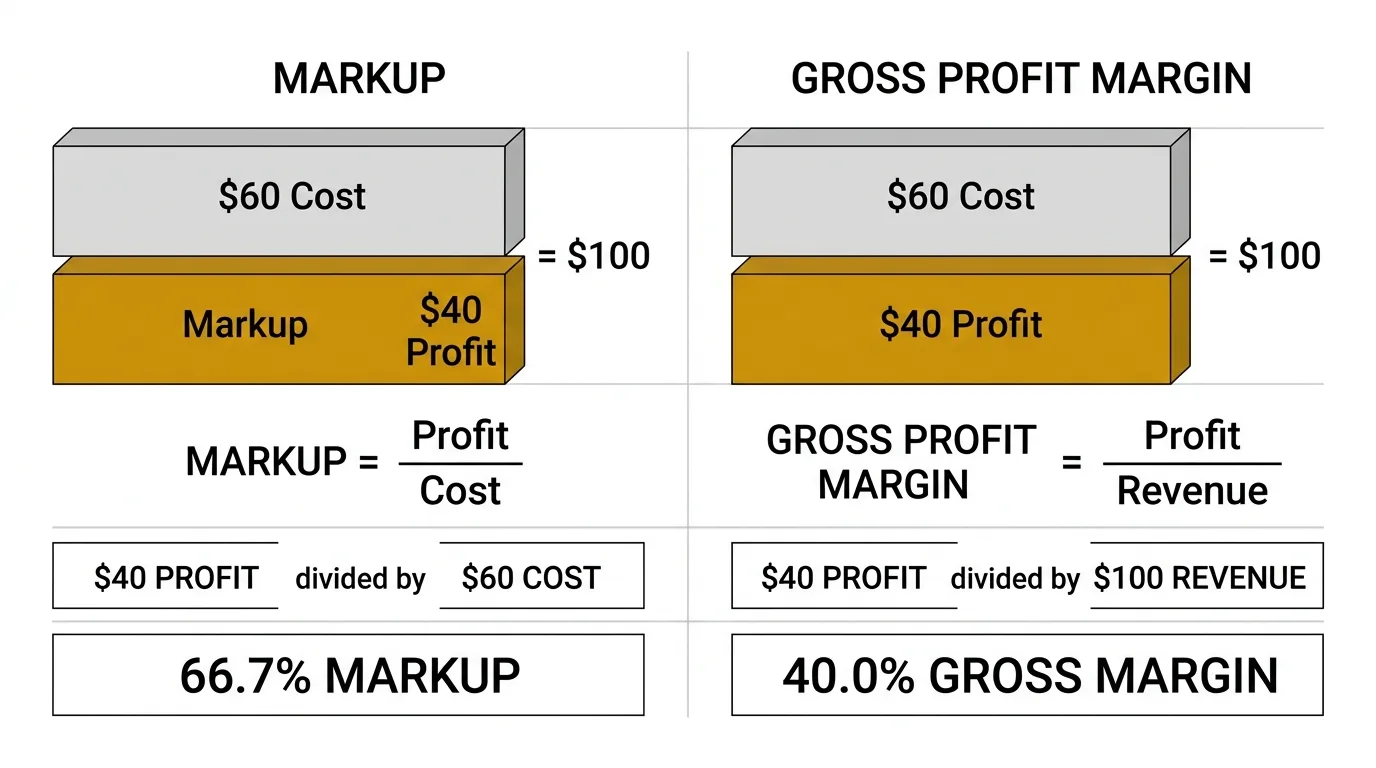 MARKUP
$60 Cost
= $100
Markup
$40
Profit
MARKUP =
Profit
Cost
$40 PROFIT divided by $60 COST
66.7% MARKUP
GROSS PROFIT MARGIN
$60 Cost
= $100
$40 Profit
GROSS PROFIT
MARGIN
=
Profit
Revenue
$40 PROFIT divided by $100 REVENUE
40.0% GROSS MARGIN